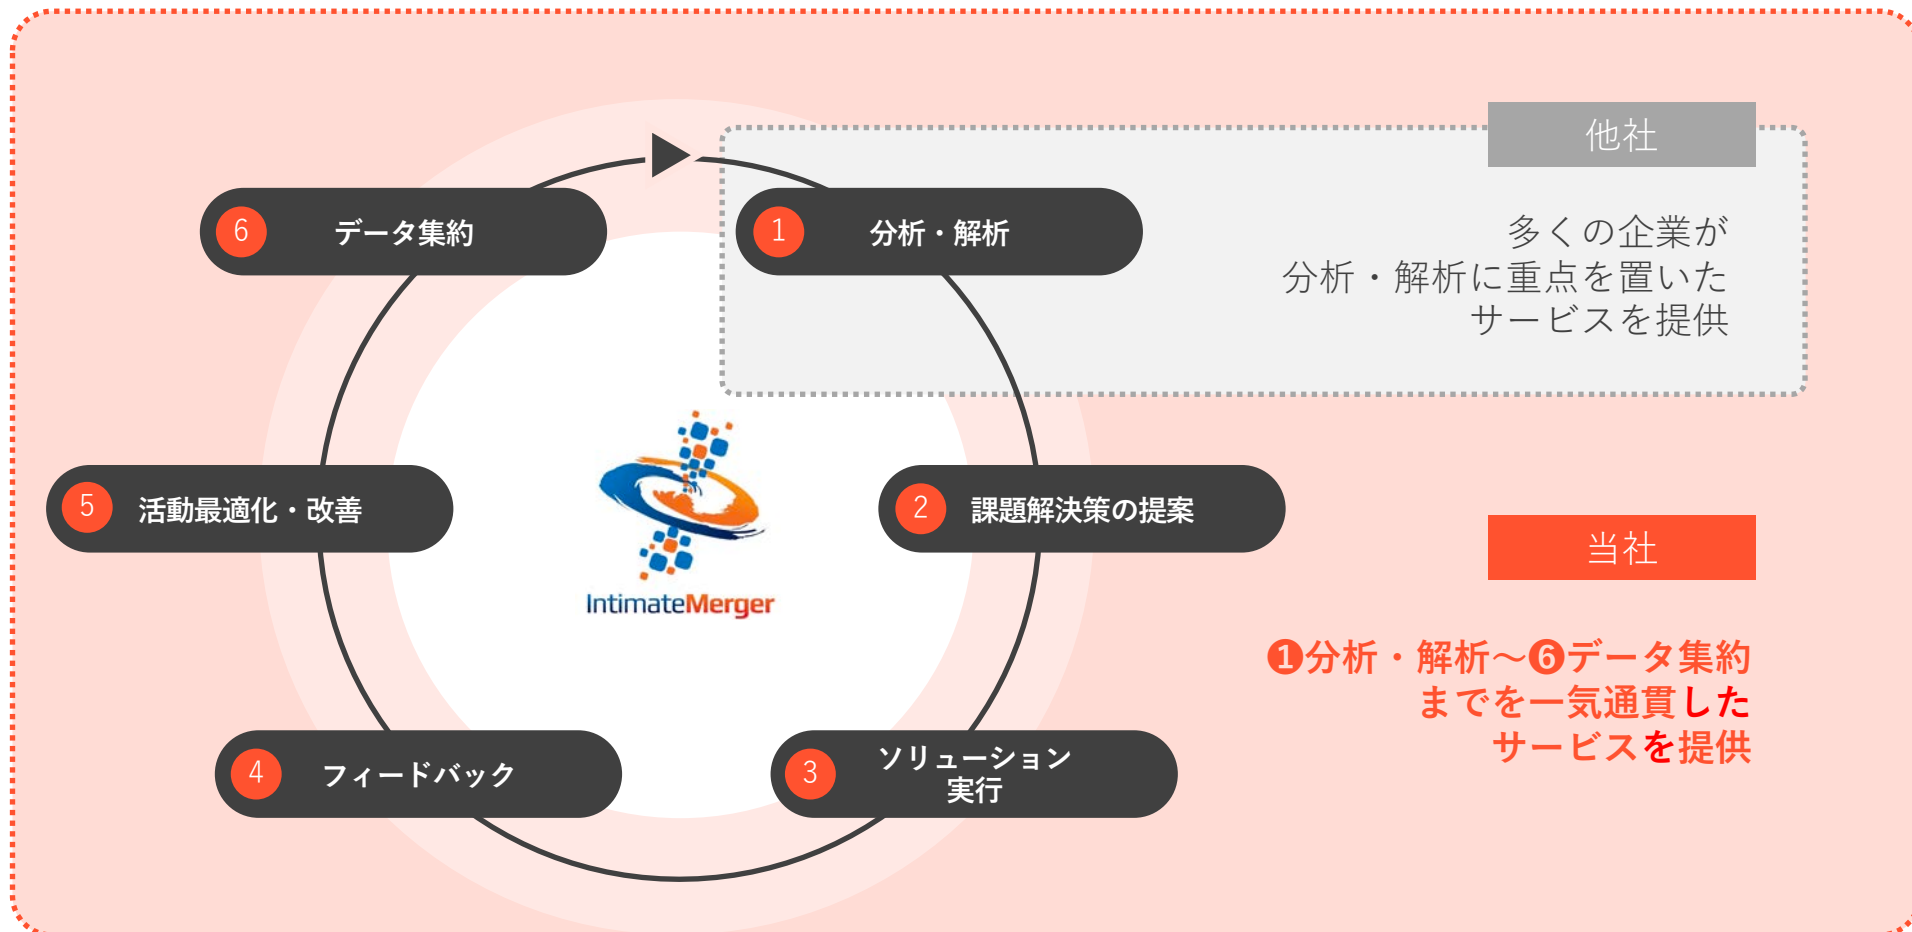 他社
多くの企業が
分析・解析に重点を置いた
サービスを提供
1 分析・解析
2 課題解決策の提案
3 ソリューション
実行
4 フィードバック
5 活動最適化・改善
6 データ集約
IntimateMerger
当社
❶分析・解析～❻データ集約
までを一気通貫した
サービスを提供